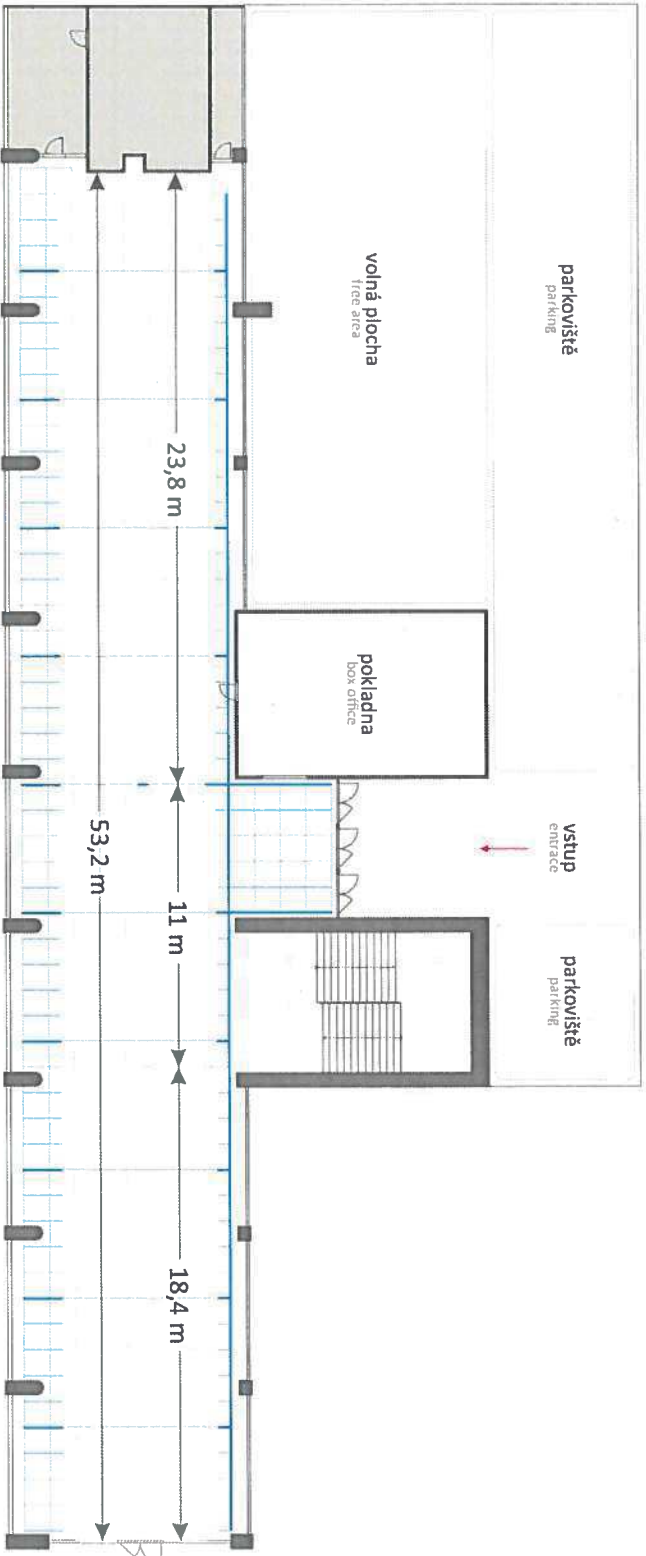 parkoviště
parking
volná plocha
free area
pokladna
box office
vstup
entrace
parkoviště
parking
23,8 m
11 m
18,4 m
53,2 m